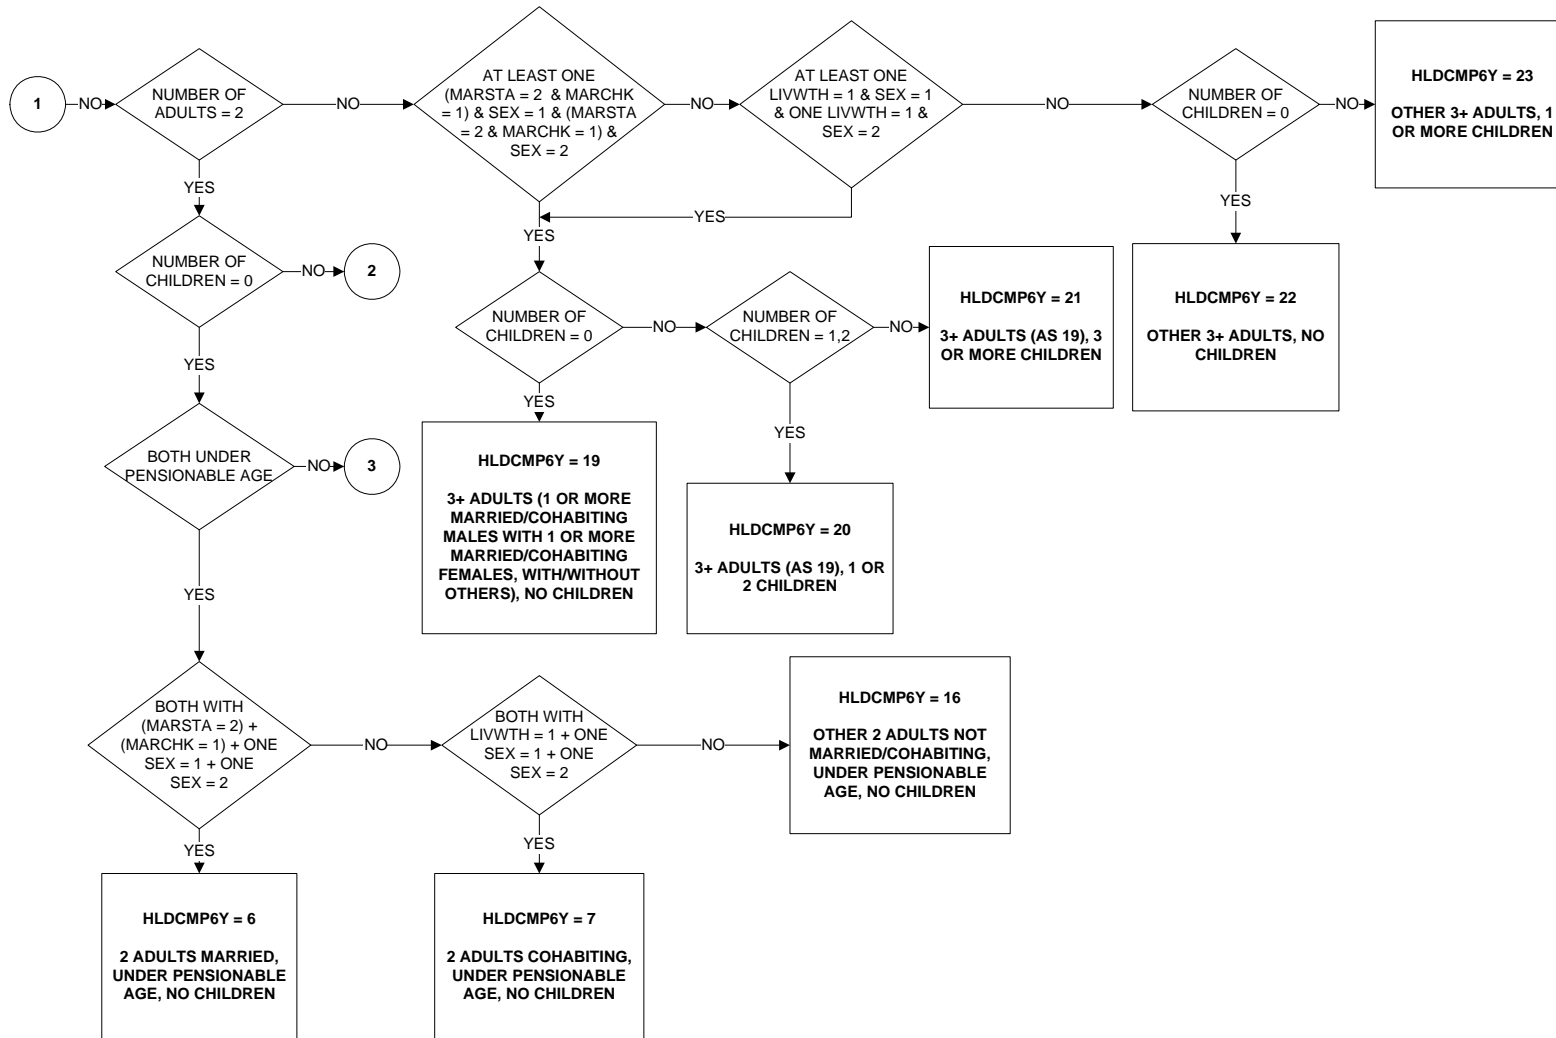 1
NO
NUMBER OF
ADULTS = 2
NO
AT LEAST ONE
(MARSTA = 2 & MARCHK
= 1) & SEX = 1 & (MARSTA
= 2 & MARCHK = 1) &
SEX = 2
NO
AT LEAST ONE
LIVWTH = 1 & SEX = 1
& ONE LIVWTH = 1 &
SEX = 2
NO
NUMBER OF
CHILDREN = 0
NO
HLDCMP6Y = 23
OTHER 3+ ADULTS, 1
OR MORE CHILDREN
YES
YES
YES
YES
NUMBER OF
CHILDREN = 0
NO
2
NUMBER OF
CHILDREN = 0
NO
NUMBER OF
CHILDREN = 1,2
NO
HLDCMP6Y = 21
3+ ADULTS (AS 19), 3
OR MORE CHILDREN
HLDCMP6Y = 22
OTHER 3+ ADULTS, NO
CHILDREN
YES
YES
YES
BOTH UNDER
PENSIONABLE AGE
NO
3
HLDCMP6Y = 19
3+ ADULTS (1 OR MORE
MARRIED/COHABITING
MALES WITH 1 OR MORE
MARRIED/COHABITING
FEMALES, WITH/WITHOUT
OTHERS), NO CHILDREN
HLDCMP6Y = 20
3+ ADULTS (AS 19), 1 OR
2 CHILDREN
YES
BOTH WITH
(MARSTA = 2) +
(MARCHK = 1) + ONE
SEX = 1 + ONE
SEX = 2
NO
BOTH WITH
LIVWTH = 1 + ONE
SEX = 1 + ONE
SEX = 2
NO
HLDCMP6Y = 16
OTHER 2 ADULTS NOT
MARRIED/COHABITING,
UNDER PENSIONABLE
AGE, NO CHILDREN
YES
YES
HLDCMP6Y = 6
2 ADULTS MARRIED,
UNDER PENSIONABLE
AGE, NO CHILDREN
HLDCMP6Y = 7
2 ADULTS COHABITING,
UNDER PENSIONABLE
AGE, NO CHILDREN